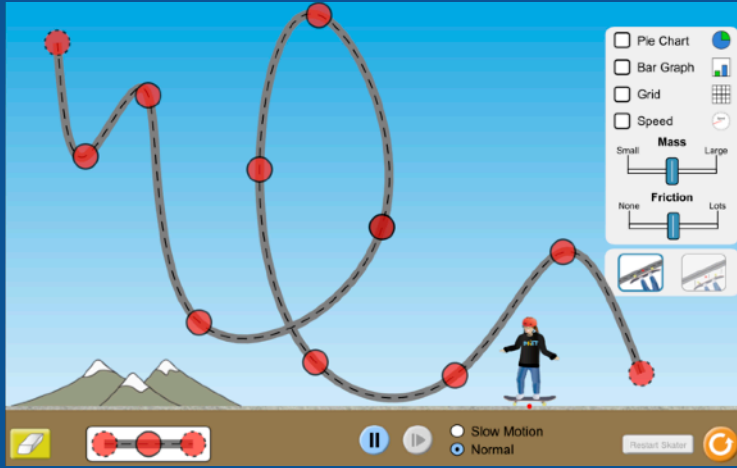 Pie Chart
Bar Graph
Grid
Speed
Mass
Small Large
Friction
None Lots
Slow Motion
Normal
Restart Skater